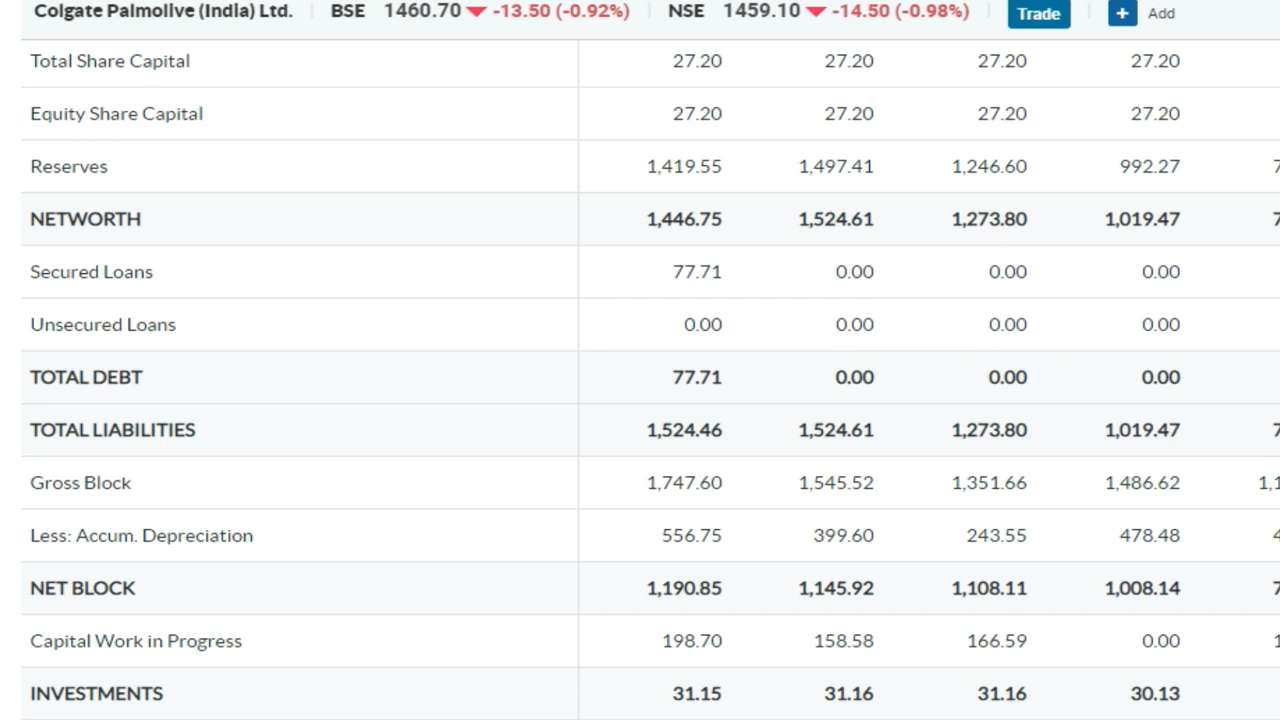 Colgate Palmolive (India) Ltd. BSE 1460.70 -13.50 (-0.92%) NSE 1459.10 -14.50 (-0.98%) Trade + Add
Total Share Capital 27.20 27.20 27.20 27.20
Equity Share Capital 27.20 27.20 27.20 27.20
Reserves 1,419.55 1,497.41 1,246.60 992.27 7
NETWORTH 1,446.75 1,524.61 1,273.80 1,019.47 7
Secured Loans 77.71 0.00 0.00 0.00
Unsecured Loans 0.00 0.00 0.00 0.00
TOTAL DEBT 77.71 0.00 0.00 0.00
TOTAL LIABILITIES 1,524.46 1,524.61 1,273.80 1,019.47 7
Gross Block 1,747.60 1,545.52 1,351.66 1,486.62 1,1
Less: Accum. Depreciation 556.75 399.60 243.55 478.48 4
NET BLOCK 1,190.85 1,145.92 1,108.11 1,008.14 7
Capital Work in Progress 198.70 158.58 166.59 0.00 1
INVESTMENTS 31.15 31.16 31.16 30.13